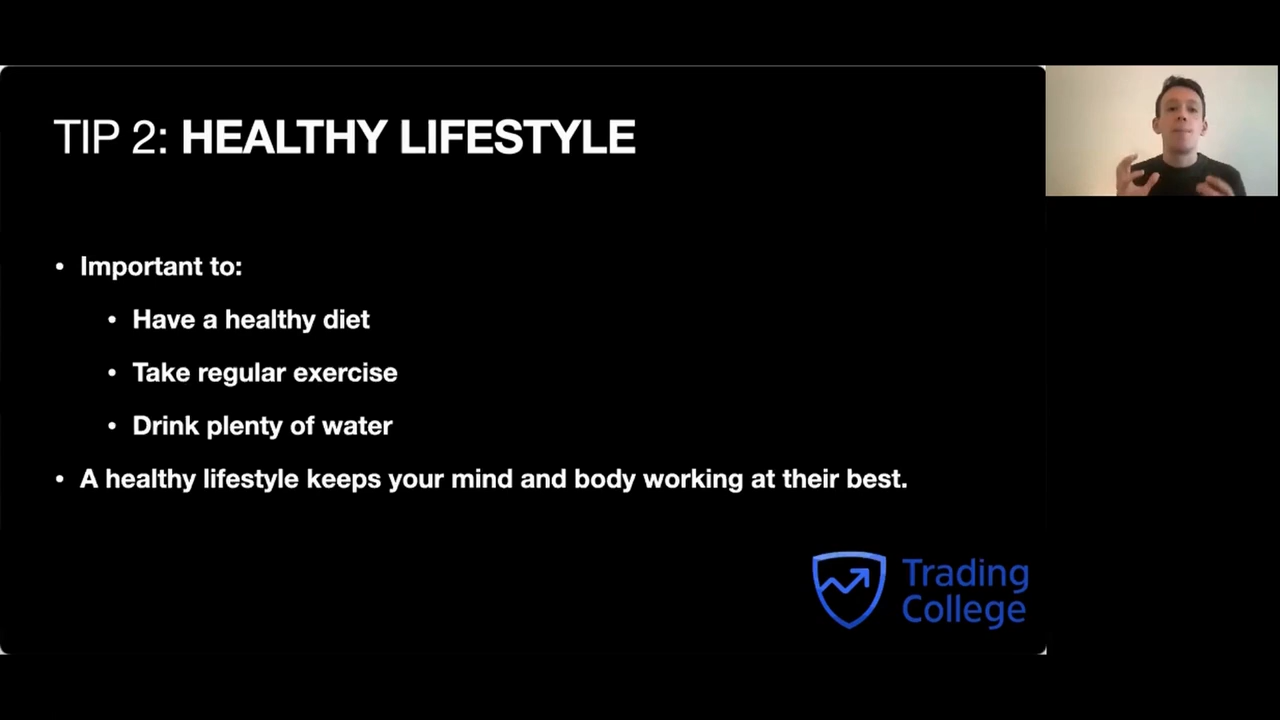 TIP 2: HEALTHY LIFESTYLE
• Important to:
• Have a healthy diet
• Take regular exercise
• Drink plenty of water
• A healthy lifestyle keeps your mind and body working at their best.
Trading
College